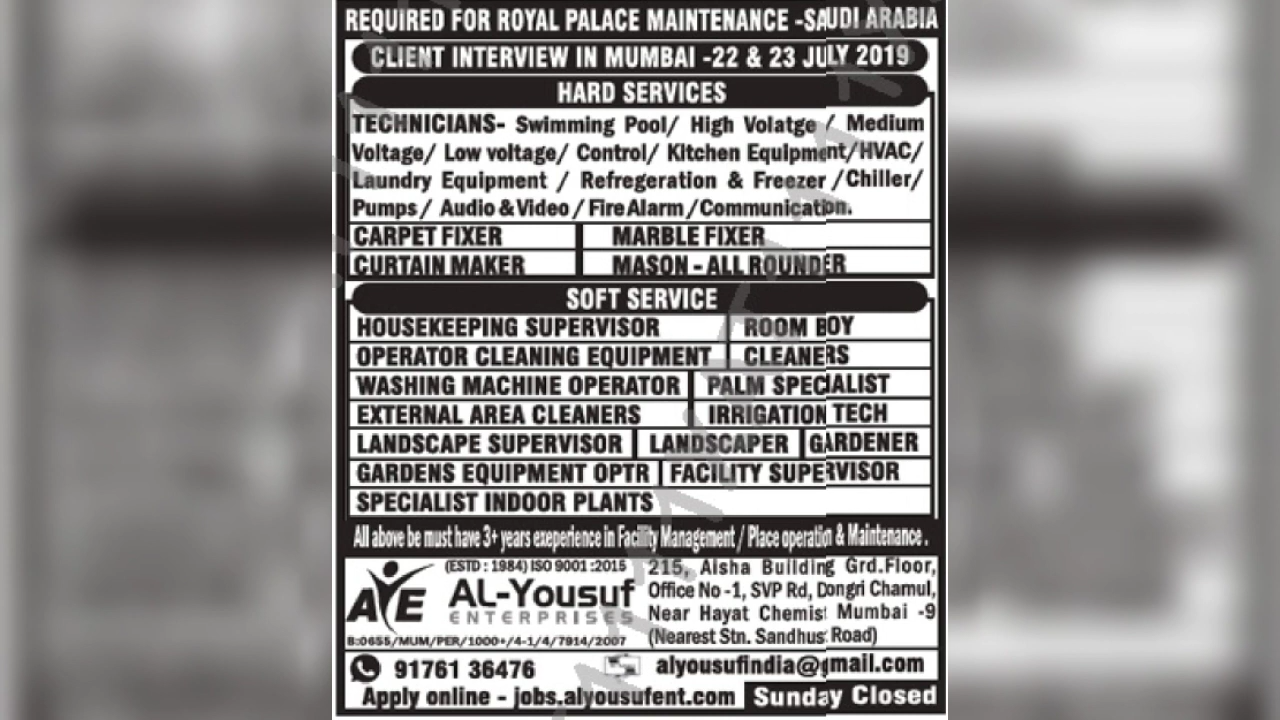 REQUIRED FOR ROYAL PALACE MAINTENANCE -SAUDI ARABIA
CLIENT INTERVIEW IN MUMBAI -22 & 23 JULY 2019
HARD SERVICES
TECHNICIANS- Swimming Pool/ High Volatge / Medium
Voltage/ Low voltage/ Control/ Kitchen Equipment/HVAC/
Laundry Equipment / Refregeration & Freezer /Chiller/
Pumps/ Audio & Video / Fire Alarm /Communication.
CARPET FIXER MARBLE FIXER
CURTAIN MAKER MASON - ALL ROUNDER
SOFT SERVICE
HOUSEKEEPING SUPERVISOR ROOM BOY
OPERATOR CLEANING EQUIPMENT CLEANERS
WASHING MACHINE OPERATOR PALM SPECIALIST
EXTERNAL AREA CLEANERS IRRIGATION TECH
LANDSCAPE SUPERVISOR LANDSCAPER GARDENER
GARDENS EQUIPMENT OPTR FACILITY SUPERVISOR
SPECIALIST INDOOR PLANTS
All above be must have 3+ years exeperience in Facility Management / Place operation & Maintenance.
(ESTD : 1984) ISO 9001 :2015
AYE AL-Yousuf
ENTERPRISES
B:0655/MUM/PER/1000+/4-1/4/7914/2007
215, Aisha Building Grd.Floor,
Office No -1, SVP Rd, Dongri Charnul,
Near Hayat Chemist Mumbai -9
(Nearest Stn. Sandhus Road)
91761 36476 alyousufindia@gmail.com
Apply online - jobs.alyousufent.com Sunday Closed